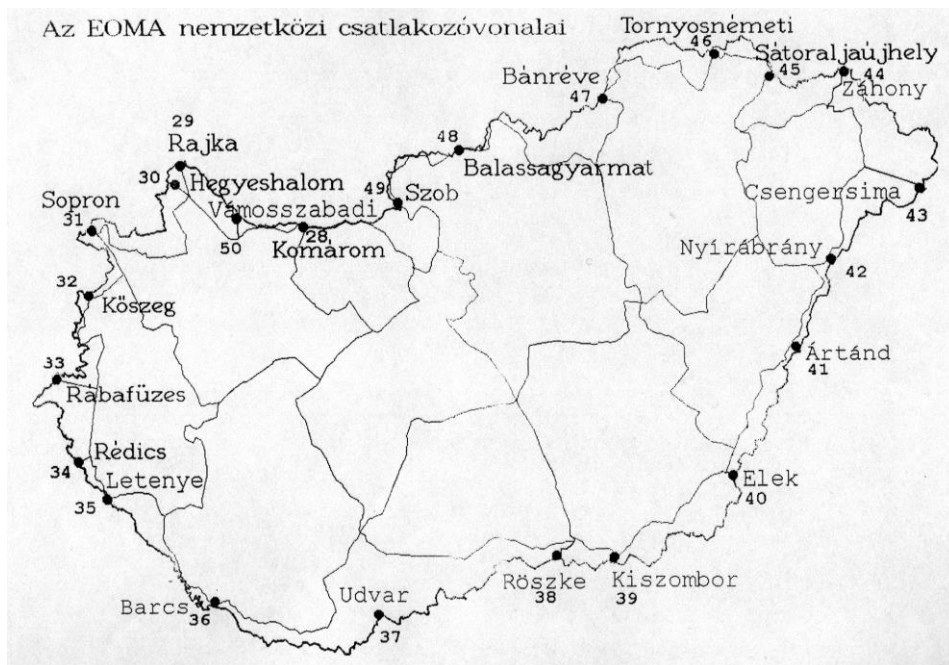 Az EOMA nemzetközi csatlakozóvonalai
Tornyosnémeti
46
Sátoraljaújhely
45
44
Záhony
Bánréve
47
29
Rajka
48
Balassagyarmat
30
Hegyeshalom
49
Szob
Csengersima
43
Sopron
31
Vámosszabadi
50
28
Komárom
Nyírábrány
42
32
Kőszeg
Ártánd
41
33
Rábafüzes
34
Rédics
Letenye
35
Elek
40
Röszke
38
Kiszombor
39
Barcs
36
Udvar
37